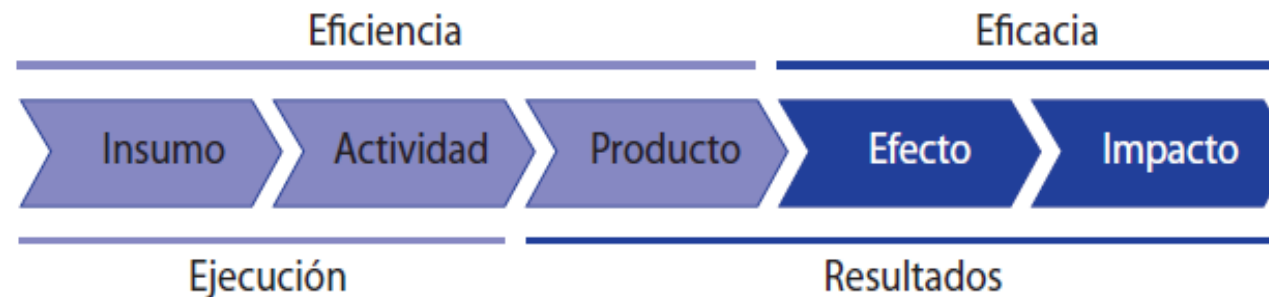 Eficiencia Eficacia
Insumo Actividad Producto Efecto Impacto
Ejecución Resultados